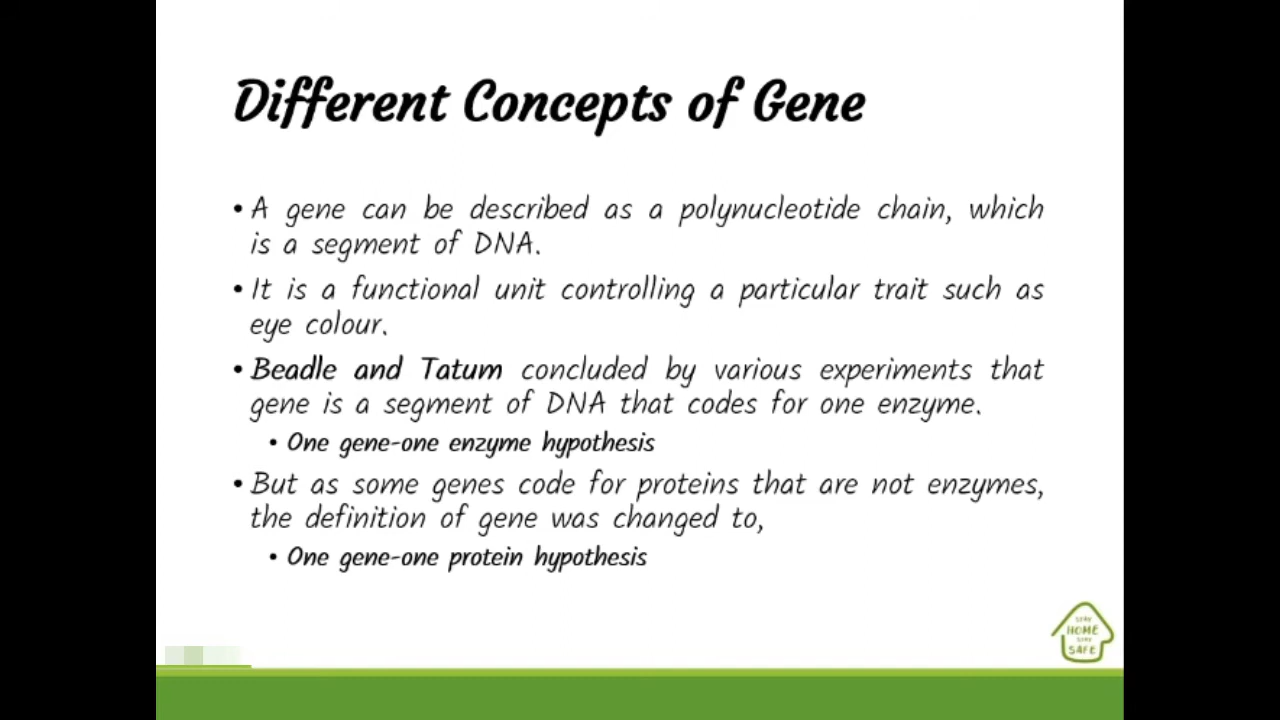 Different Concepts of Gene
• A gene can be described as a polynucleotide chain, which
is a segment of DNA.
• It is a functional unit controlling a particular trait such as
eye colour.
• Beadle and Tatum concluded by various experiments that
gene is a segment of DNA that codes for one enzyme.
• One gene-one enzyme hypothesis
• But as some genes code for proteins that are not enzymes,
the definition of gene was changed to,
• One gene-one protein hypothesis
STAY
HOME
STAY
SAFE